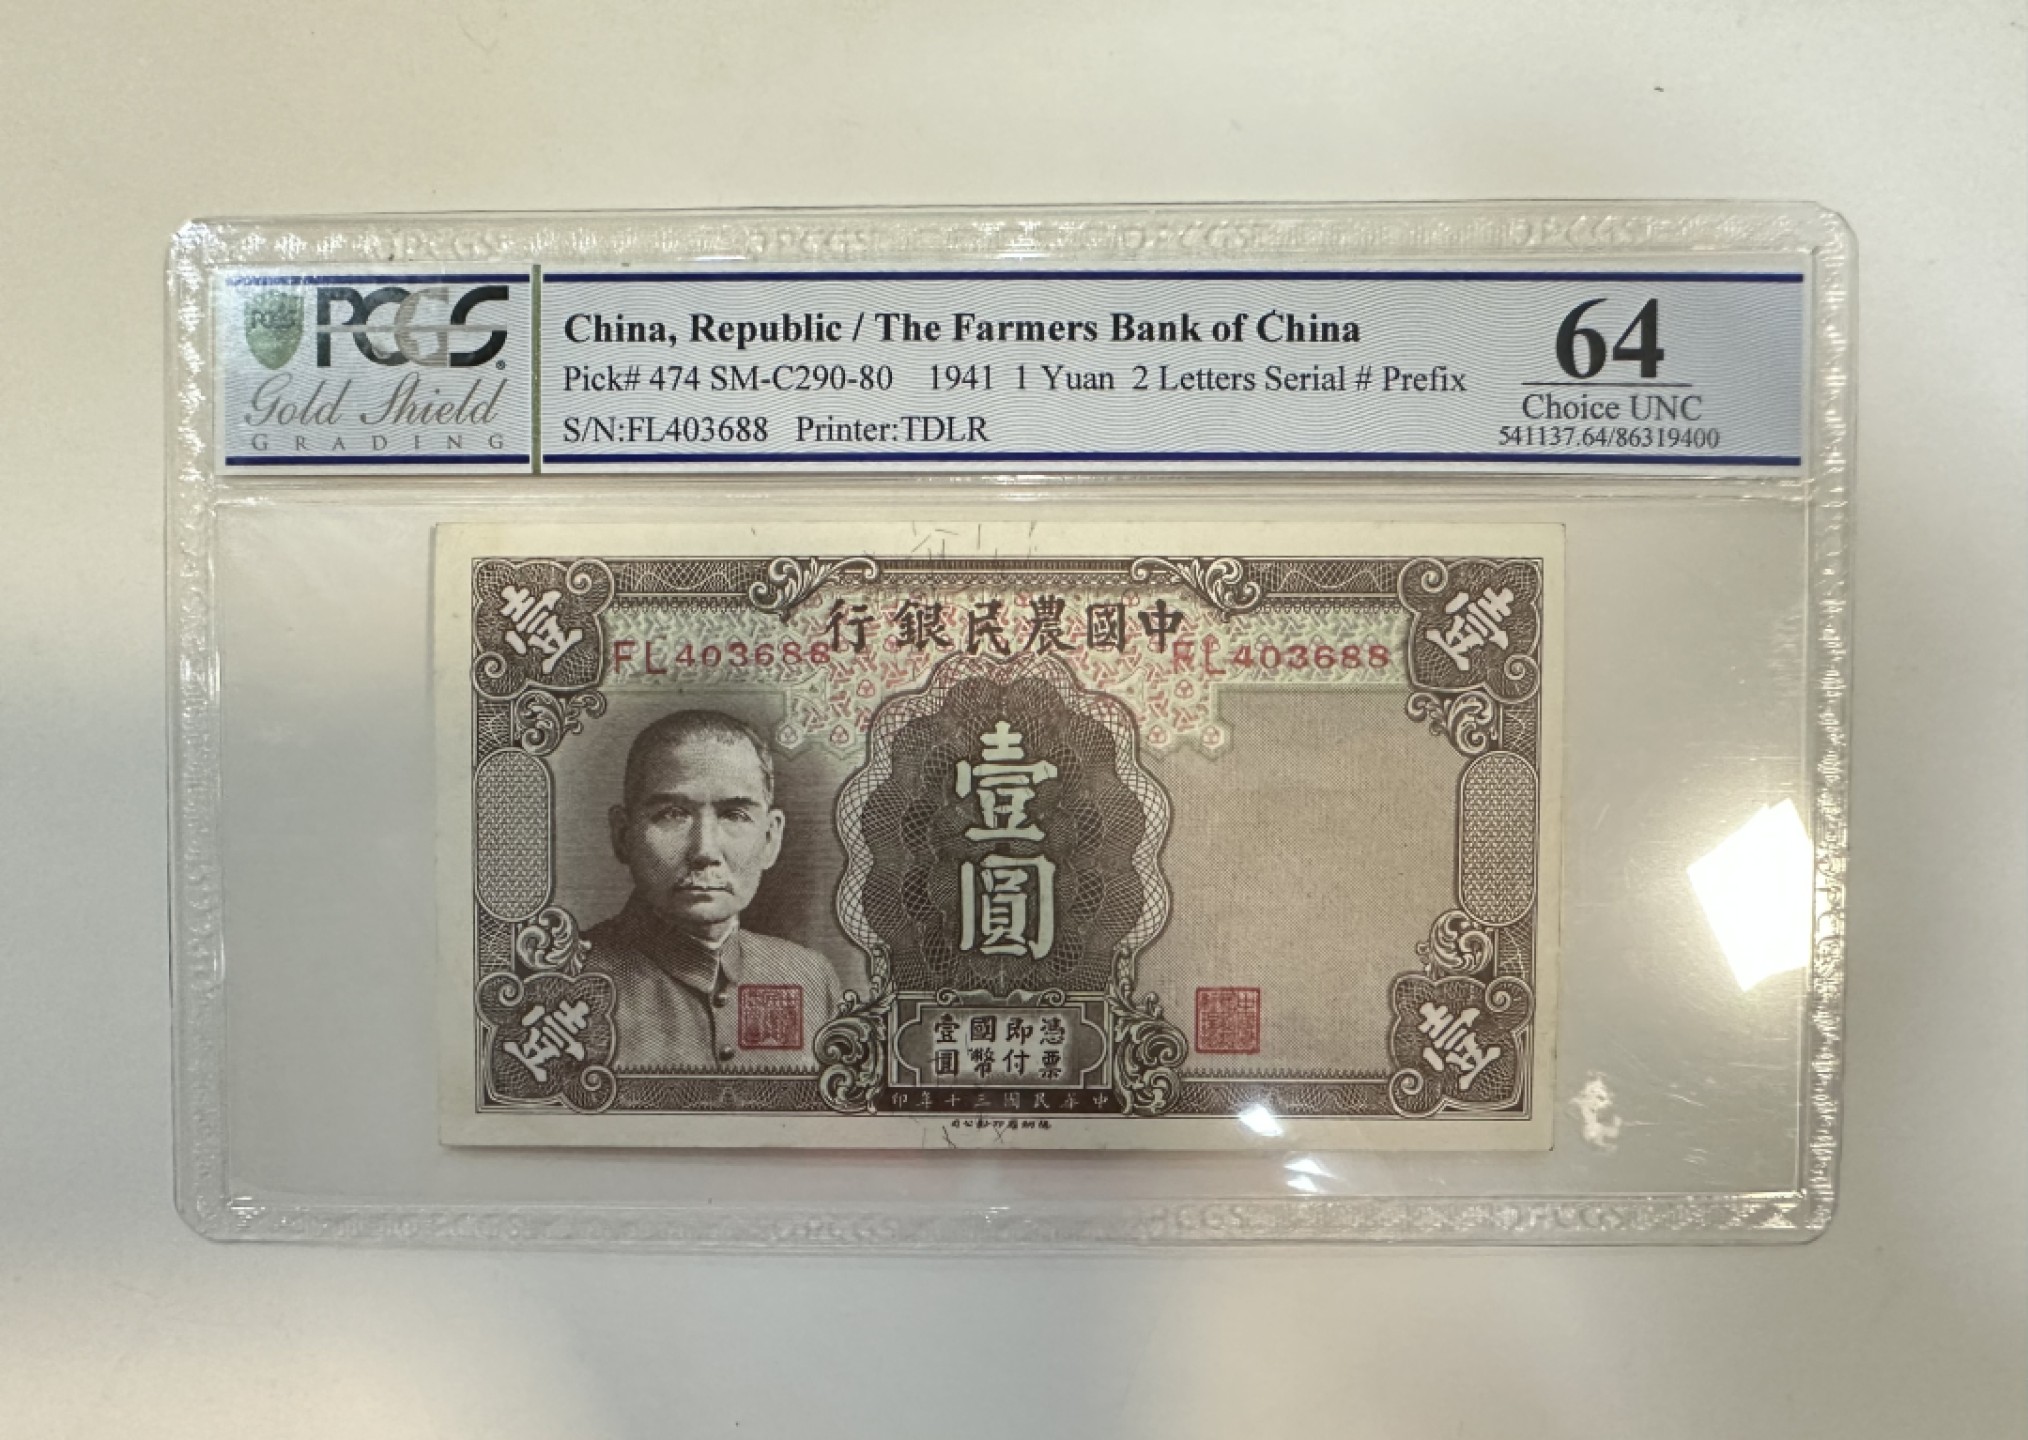 PCGS
Gold Shield
GRADING
China, Republic / The Farmers Bank of China
Pick# 474 SM-C290-80 1941 1 Yuan 2 Letters Serial # Prefix
S/N:FL403688 Printer:TDLR
64
Choice UNC
541137.64/86319400
壹
行銀民農國中
壹
FL403688
FL403688
壹圓
憑票即付國幣壹圓
壹
印年十三國民華中
壹